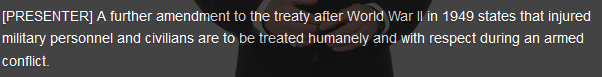 [PRESENTER] A further amendment to the treaty after World War II in 1949 states that injured
military personnel and civilians are to be treated humanely and with respect during an armed
conflict.